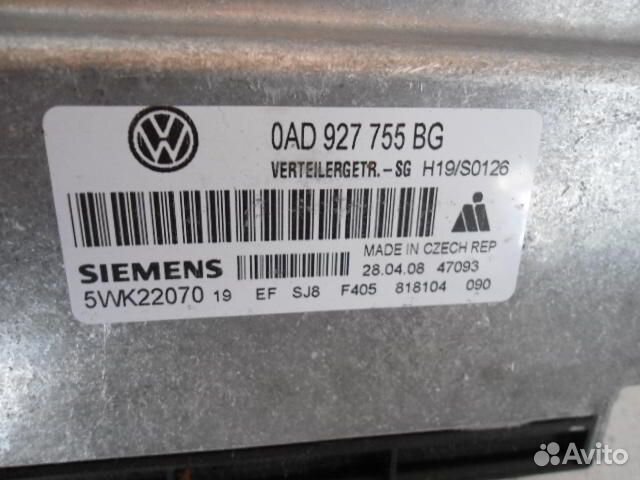 0AD 927 755 BG
VERTEILERGETR.-SG H19/S0126
MADE IN CZECH REP
SIEMENS 28.04.08 47093
5WK22070 19 EF SJ8 F405 818104 090
Avito